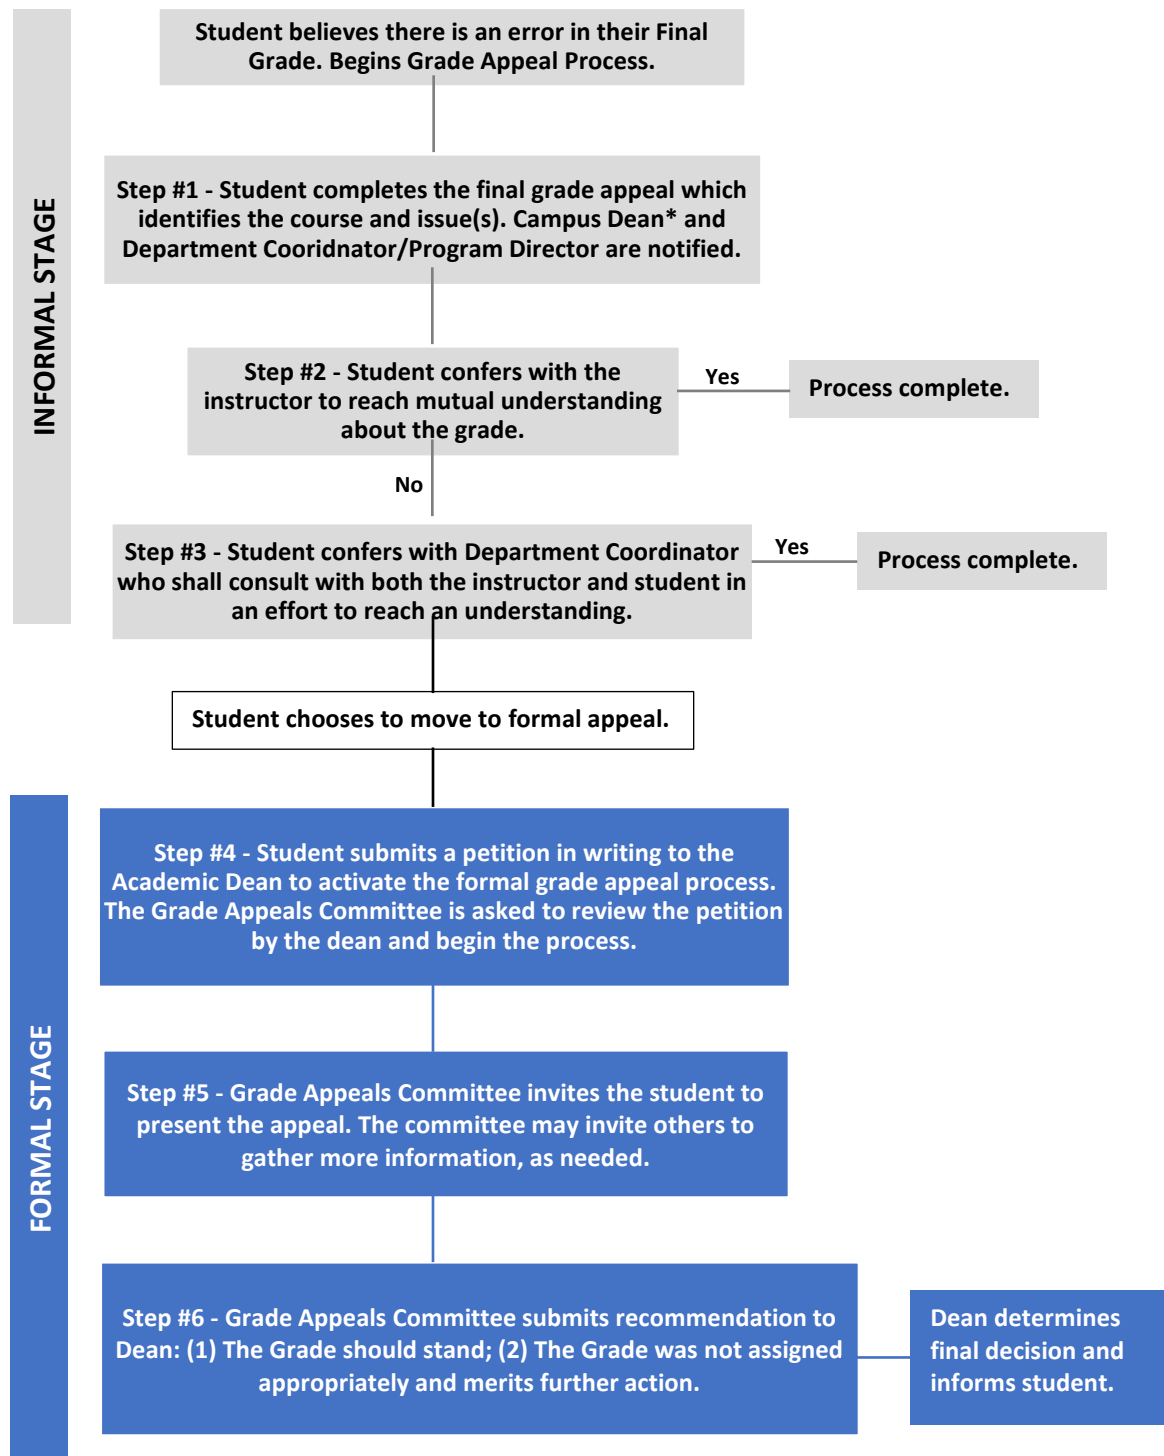 INFORMAL STAGE
Student believes there is an error in their Final
Grade. Begins Grade Appeal Process.
Step #1 - Student completes the final grade appeal which
identifies the course and issue(s). Campus Dean* and
Department Cooridnator/Program Director are notified.
Step #2 - Student confers with the
instructor to reach mutual understanding
about the grade.
Yes
Process complete.
No
Step #3 - Student confers with Department Coordinator
who shall consult with both the instructor and student in
an effort to reach an understanding.
Yes
Process complete.
Student chooses to move to formal appeal.
FORMAL STAGE
Step #4 - Student submits a petition in writing to the
Academic Dean to activate the formal grade appeal process.
The Grade Appeals Committee is asked to review the petition
by the dean and begin the process.
Step #5 - Grade Appeals Committee invites the student to
present the appeal. The committee may invite others to
gather more information, as needed.
Step #6 - Grade Appeals Committee submits recommendation to
Dean: (1) The Grade should stand; (2) The Grade was not assigned
appropriately and merits further action.
Dean determines
final decision and
informs student.